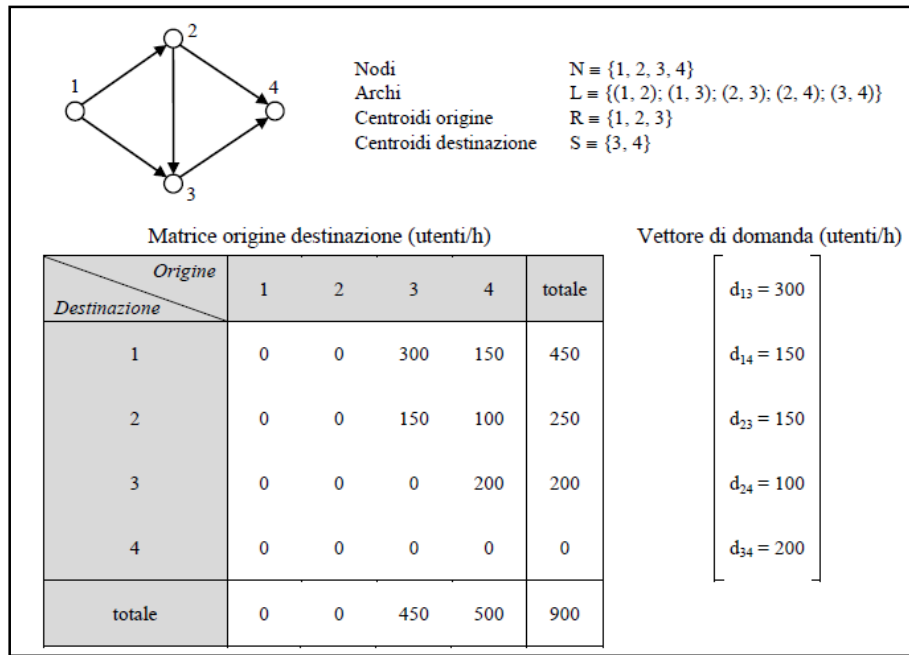 2
1
4
3
Nodi N ≡ {1, 2, 3, 4}
Archi L ≡ {(1, 2); (1, 3); (2, 3); (2, 4); (3, 4)}
Centroidi origine R ≡ {1, 2, 3}
Centroidi destinazione S ≡ {3, 4}
Matrice origine destinazione (utenti/h)
Origine
Destinazione
1 2 3 4 totale
1 0 0 300 150 450
2 0 0 150 100 250
3 0 0 0 200 200
4 0 0 0 0 0
totale 0 0 450 500 900
Vettore di domanda (utenti/h)
d₁₃ = 300
d₁₄ = 150
d₂₃ = 150
d₂₄ = 100
d₃₄ = 200